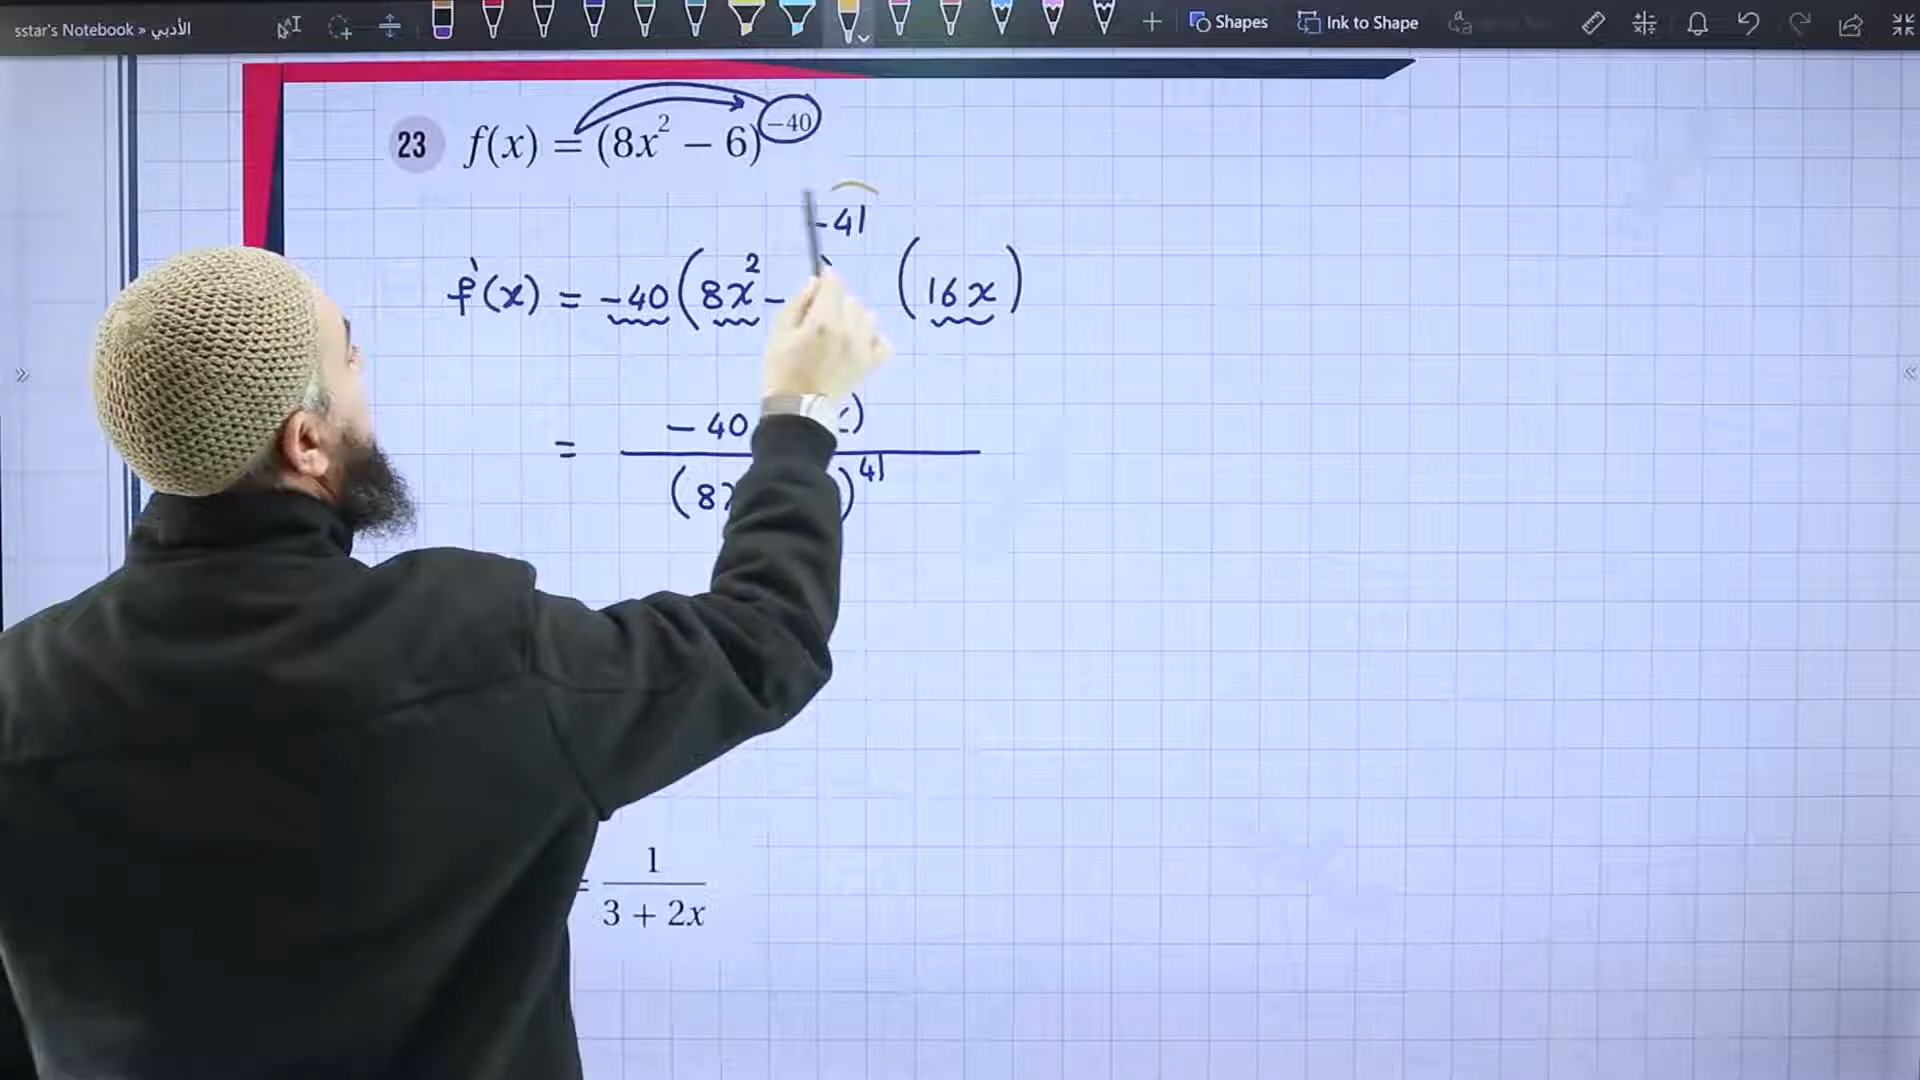 sstar's Notebook » الأدبي
Shapes
Ink to Shape
23 f(x) = (8x² − 6)⁻⁴⁰
f'(x) = -40 (8x² - )⁻⁴¹ (16x)
= -40 )
(8 )⁴¹
= 1
3 + 2x